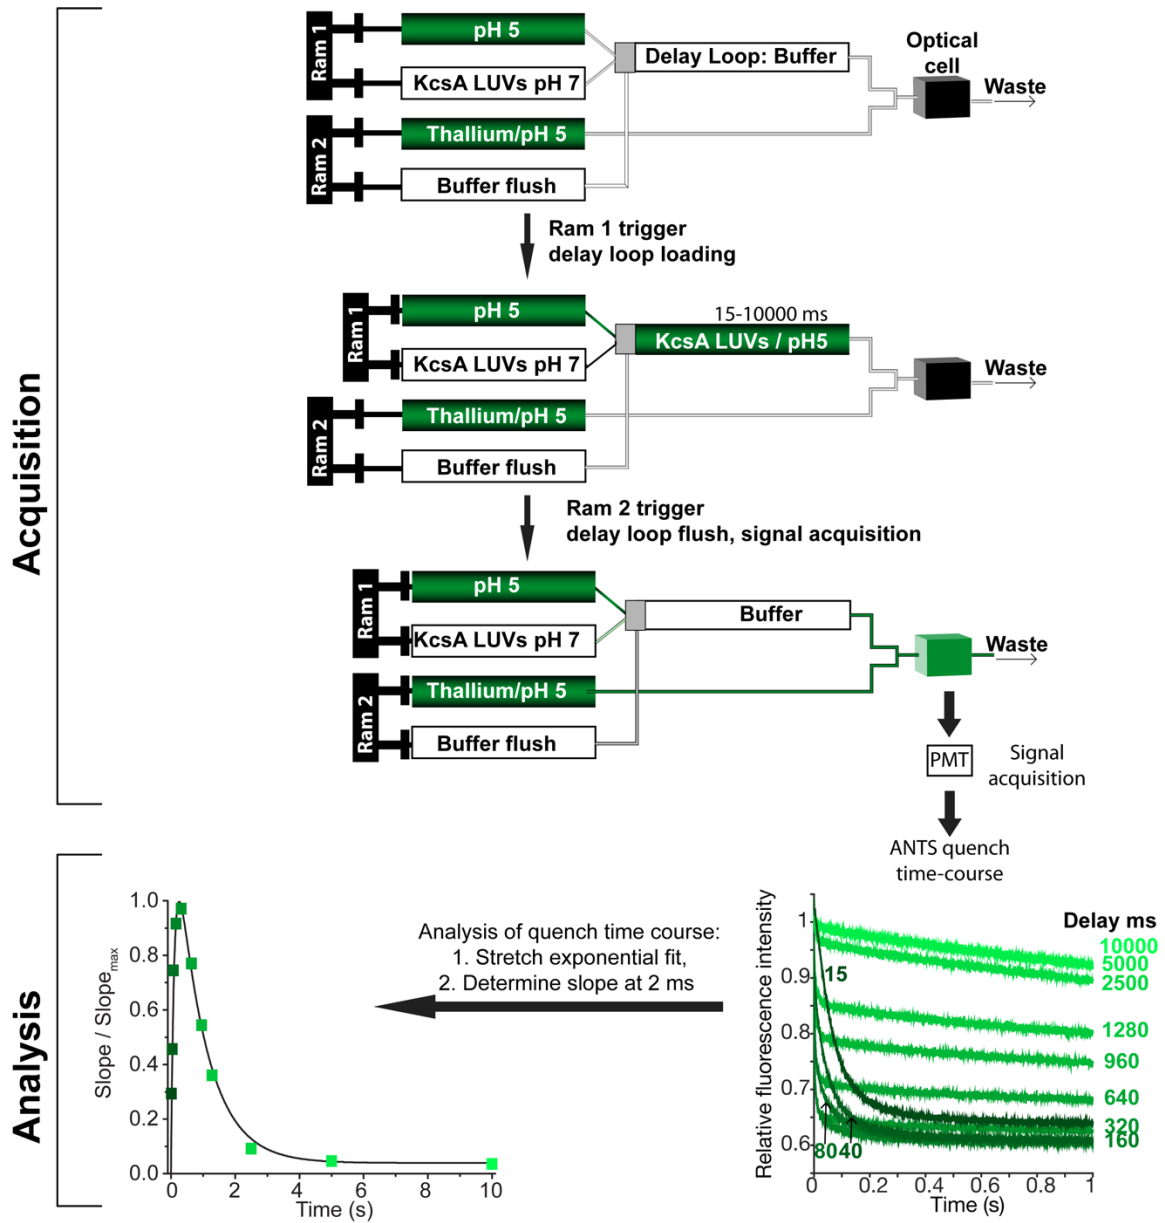 Acquisition
Ram 1
pH 5
KcsA LUVs pH 7
Ram 2
Thallium/pH 5
Buffer flush
Delay Loop: Buffer
Optical
cell
Waste
Ram 1 trigger
delay loop loading
Ram 1
pH 5
KcsA LUVs pH 7
Ram 2
Thallium/pH 5
Buffer flush
15-10000 ms
KcsA LUVs / pH5
Waste
Ram 2 trigger
delay loop flush, signal acquisition
Ram 1
pH 5
KcsA LUVs pH 7
Ram 2
Thallium/pH 5
Buffer flush
Buffer
Waste
PMT
Signal
acquisition
ANTS quench
time-course
Analysis
Slope / Slopemax
1.0
0.8
0.6
0.4
0.2
0.0
0 2 4 6 8 10
Time (s)
Analysis of quench time course:
1. Stretch exponential fit,
2. Determine slope at 2 ms
Relative fluorescence intensity
1
0.9
0.8
0.7
0.6
0 0.2 0.4 0.6 0.8 1
Time (s)
Delay ms
10000
5000
2500
1280
960
640
320
160
15
80
40